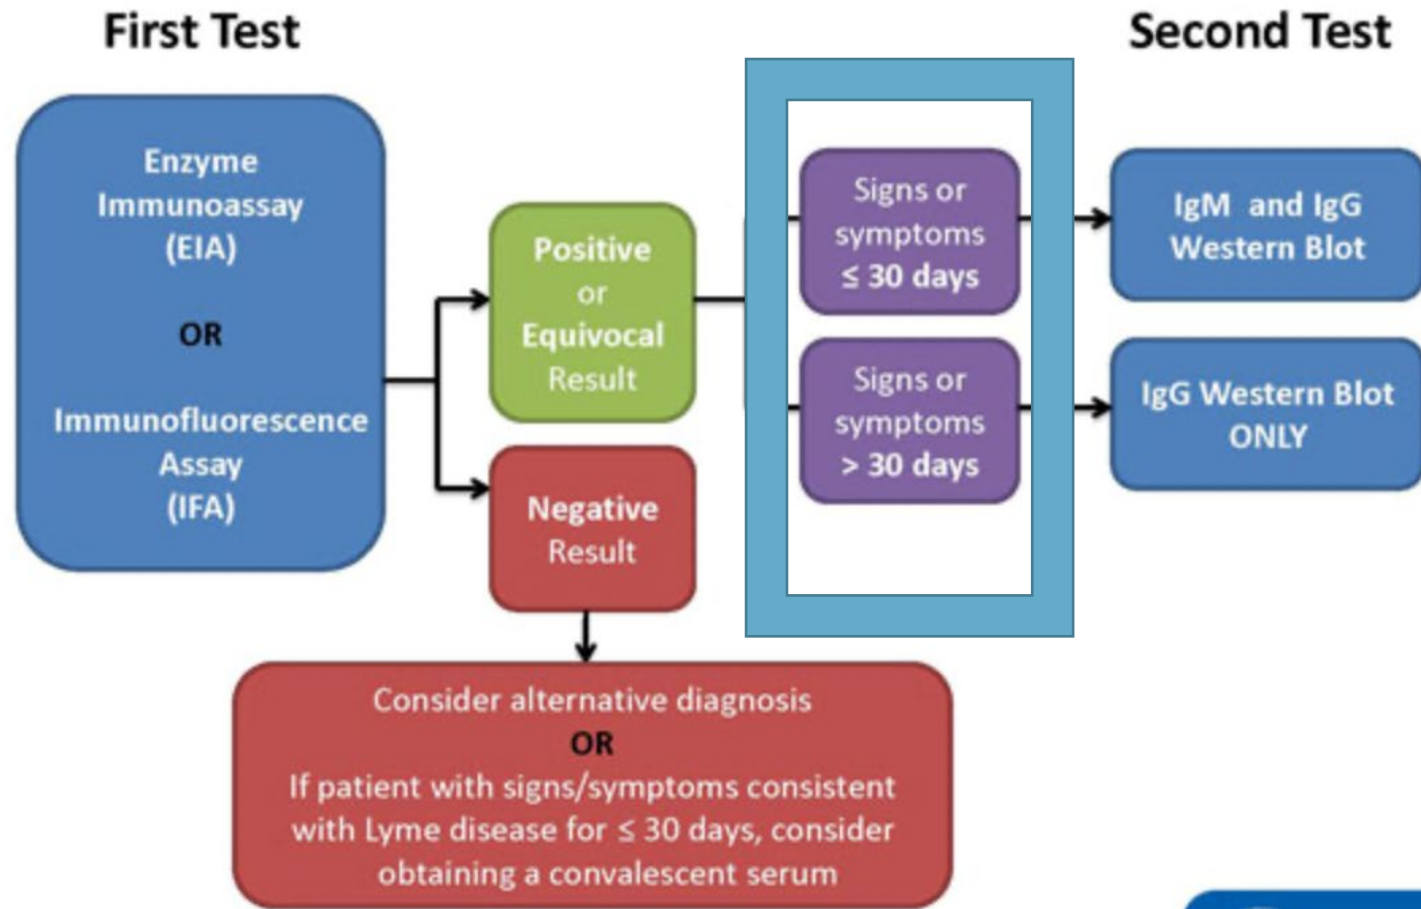 First Test
Second Test
Enzyme
Immunoassay
(EIA)
OR
Immunofluorescence
Assay
(IFA)
Positive
or
Equivocal
Result
Negative
Result
Signs or
symptoms
≤ 30 days
Signs or
symptoms
> 30 days
IgM and IgG
Western Blot
IgG Western Blot
ONLY
Consider alternative diagnosis
OR
If patient with signs/symptoms consistent
with Lyme disease for ≤ 30 days, consider
obtaining a convalescent serum